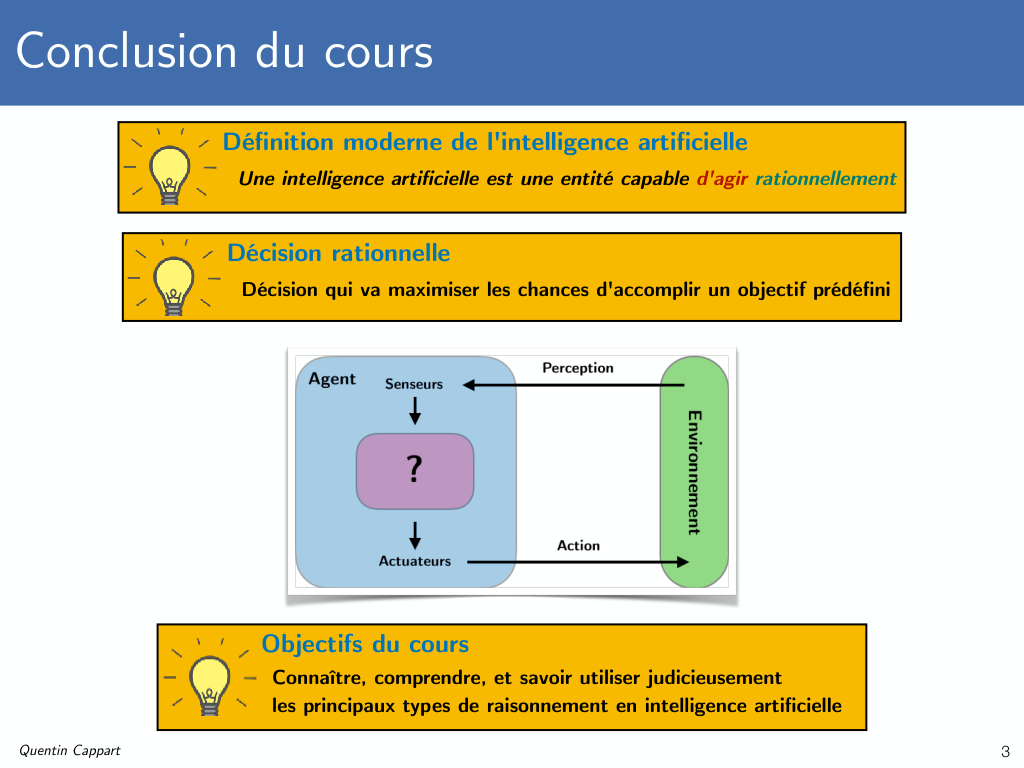 Conclusion du cours
Définition moderne de l'intelligence artificielle
Une intelligence artificielle est une entité capable d'agir rationnellement
Décision rationnelle
Décision qui va maximiser les chances d'accomplir un objectif prédéfini
Agent
Senseurs
Perception
?
Environnement
Actuateurs
Action
Objectifs du cours
Connaître, comprendre, et savoir utiliser judicieusement
les principaux types de raisonnement en intelligence artificielle
Quentin Cappart
3